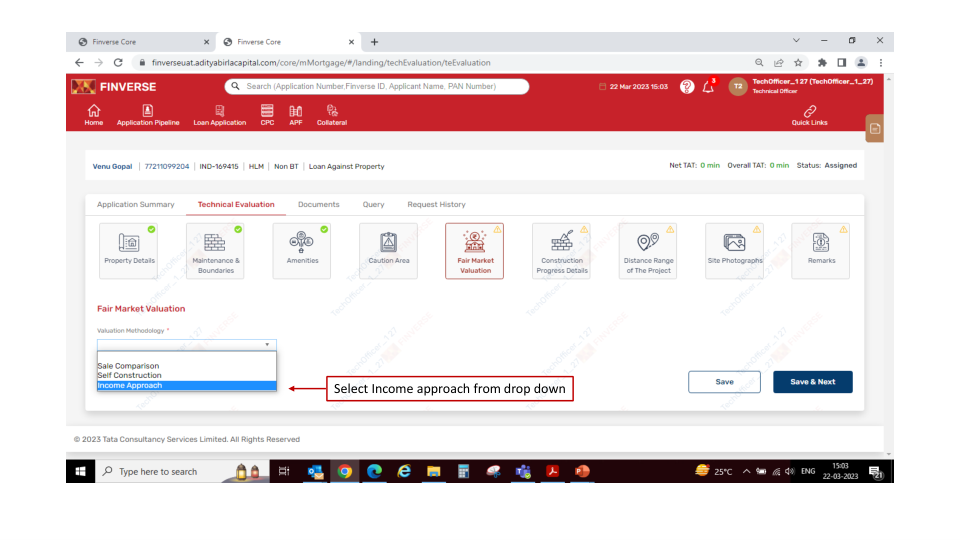 Finverse Core
Finverse Core
finverseuat.adityabirlacapital.com/core/mMortgage/#/landing/techEvaluation/teEvaluation
FINVERSE
Search (Application Number,Finverse ID, Applicant Name, PAN Number)
22 Mar 2023 15:03
3
T2
TechOfficer_127 (TechOfficer_1_27)
Technical Officer
Home
Application Pipeline
Loan Application
CPC
APF
Collateral
Quick Links
Venu Gopal | 77211099204 | IND-169415 | HLM | Non BT | Loan Against Property
Net TAT: 0 min Overall TAT: 0 min Status: Assigned
Application Summary
Technical Evaluation
Documents
Query
Request History
Property Details
Maintenance &
Boundaries
Amenities
Caution Area
Fair Market
Valuation
Construction
Progress Details
Distance Range
of The Project
Site Photographs
Remarks
Fair Market Valuation
Valuation Methodology *
Sale Comparison
Self Construction
Income Approach
Select Income approach from drop down
Save
Save & Next
© 2023 Tata Consultancy Services Limited. All Rights Reserved
Type here to search
25°C
ENG
15:03
22-03-2023
21